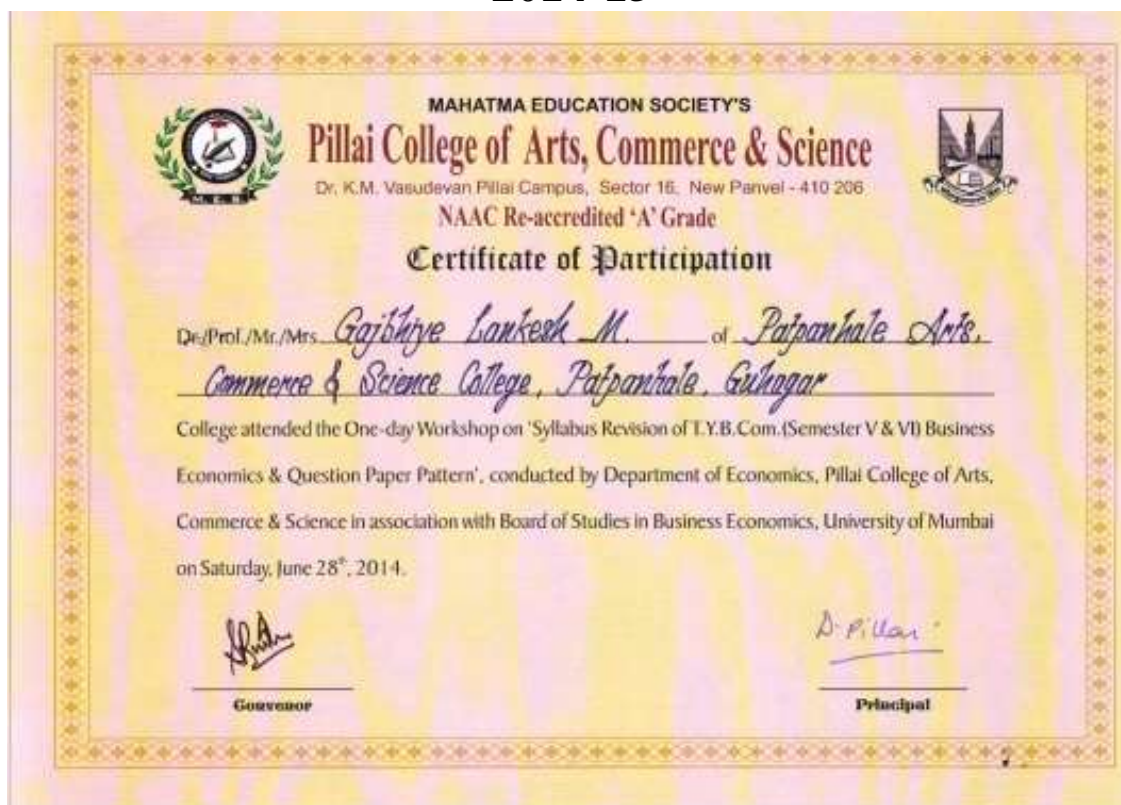 MAHATMA EDUCATION SOCIETY'S
Pillai College of Arts, Commerce & Science
Dr. K.M. Vasudevan Pillai Campus, Sector 16, New Panvel - 410 206
NAAC Re-accredited 'A' Grade
M. E. S.
Certificate of Participation
Dr./Prof./Mr./Mrs. Gajbhiye Lankesh M. of Patpanhale Arts,
Commerce & Science College, Patpanhale, Guhagar
College attended the One-day Workshop on 'Syllabus Revision of T.Y.B.Com.(Semester V & VI) Business
Economics & Question Paper Pattern', conducted by Department of Economics, Pillai College of Arts,
Commerce & Science in association with Board of Studies in Business Economics, University of Mumbai
on Saturday, June 28th, 2014.
D. Pillai
Convenor Principal